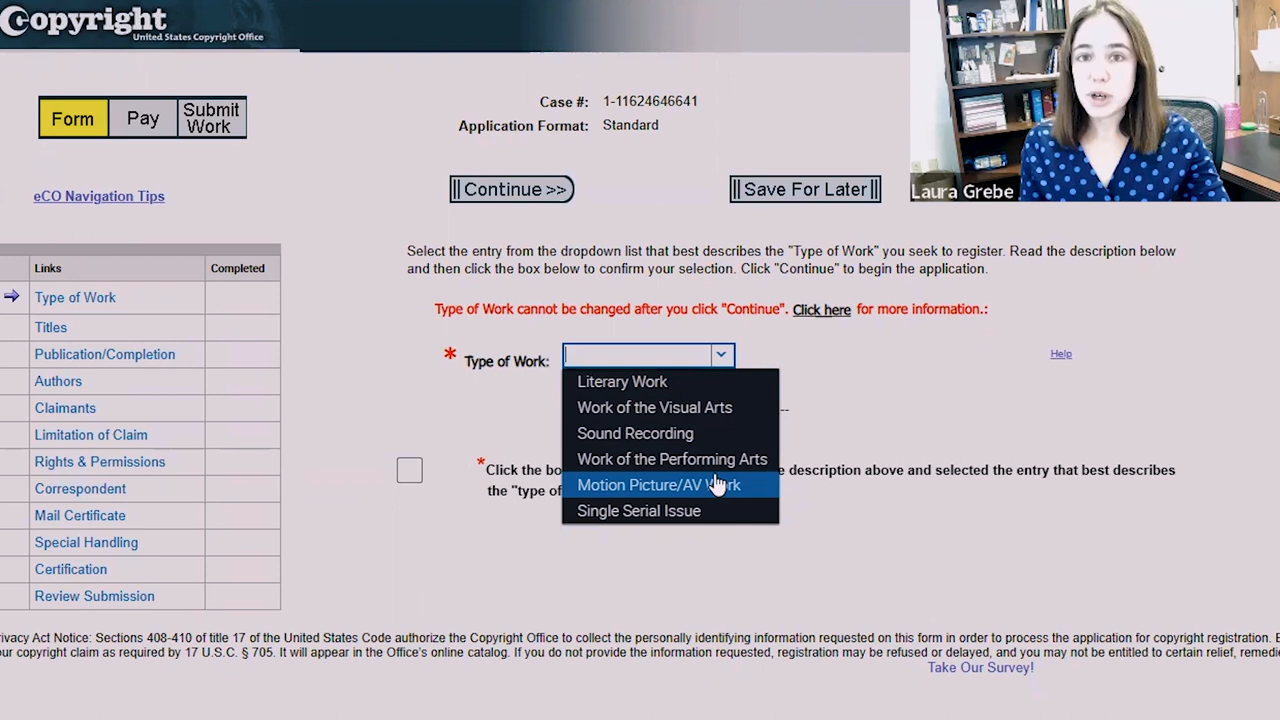 Copyright
United States Copyright Office
Laura Grebe
Form
Pay
Submit
Work
Case #: 1-11624646641
Application Format: Standard
eCO Navigation Tips
Continue >>
Save For Later
Links Completed
Type of Work
Titles
Publication/Completion
Authors
Claimants
Limitation of Claim
Rights & Permissions
Correspondent
Mail Certificate
Special Handling
Certification
Review Submission
Select the entry from the dropdown list that best describes the "Type of Work" you seek to register. Read the description below
and then click the box below to confirm your selection. Click "Continue" to begin the application.
Type of Work cannot be changed after you click "Continue". Click here for more information.:
* Type of Work:
Help
Literary Work
Work of the Visual Arts
Sound Recording
Work of the Performing Arts
Motion Picture/AV
Single Serial Issue
--
*Click the description above and selected the entry that best describes
the "type of
Act Notice: Sections 408-410 of title 17 of the United States Code authorize the Copyright Office to collect the personally identifying information requested on this form in order to process the application for copyright registration.
copyright claim as required by 17 U.S.C. § 705. It will appear in the Office's online catalog. If you do not provide the information requested, registration may be refused or delayed, and you may not be entitled to certain relief,
Take Our Survey!